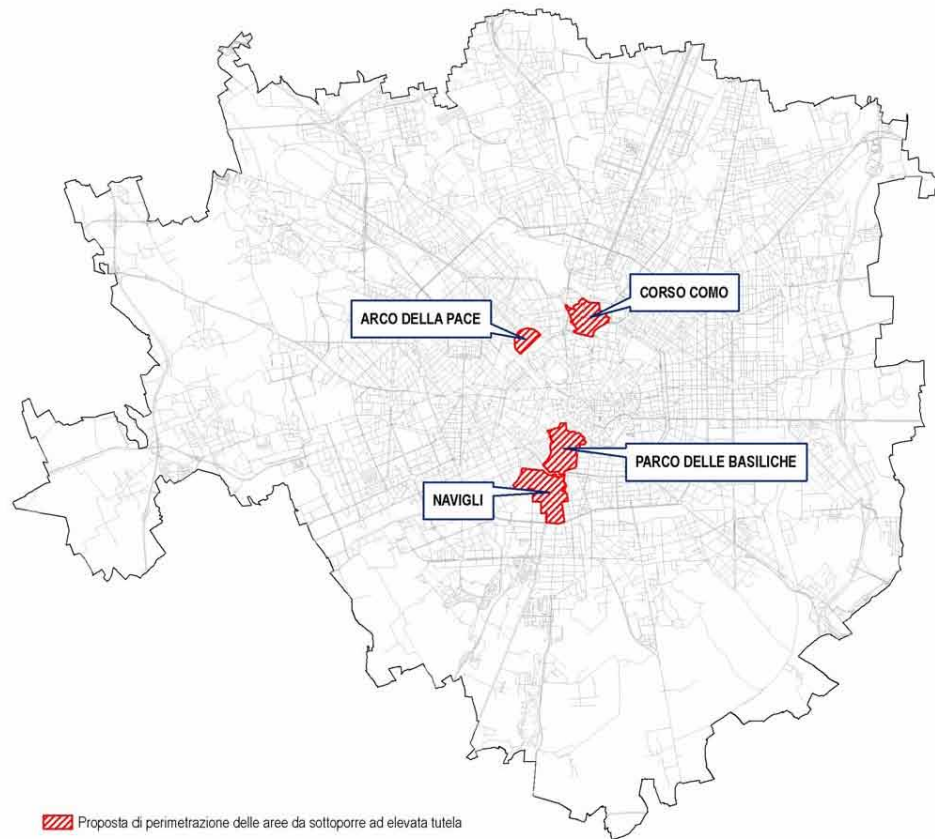 CORSO COMO
ARCO DELLA PACE
PARCO DELLE BASILICHE
NAVIGLI
Proposta di perimetrazione delle aree da sottoporre ad elevata tutela